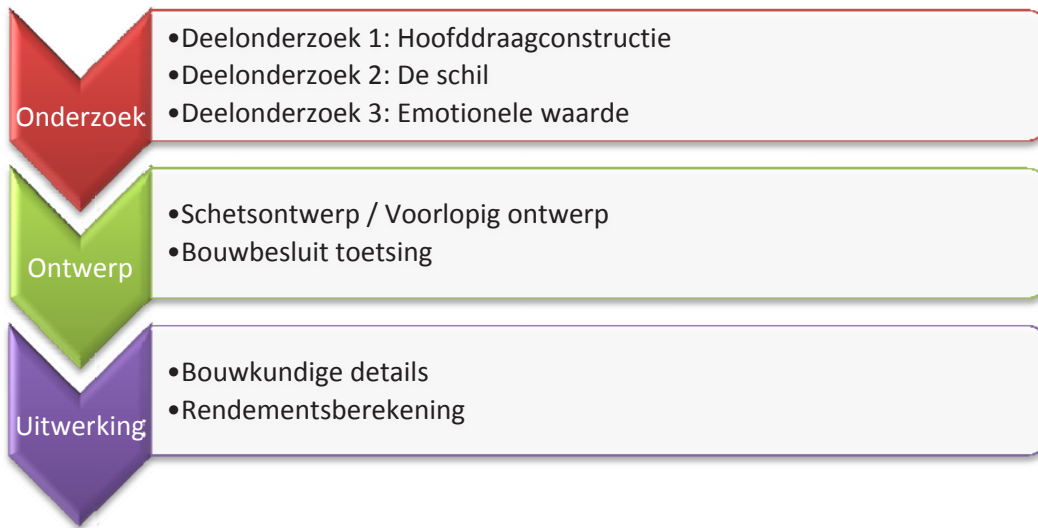 Onderzoek
•Deelonderzoek 1: Hoofddraagconstructie
•Deelonderzoek 2: De schil
•Deelonderzoek 3: Emotionele waarde
Ontwerp
•Schetsontwerp / Voorlopig ontwerp
•Bouwbesluit toetsing
Uitwerking
•Bouwkundige details
•Rendementsberekening